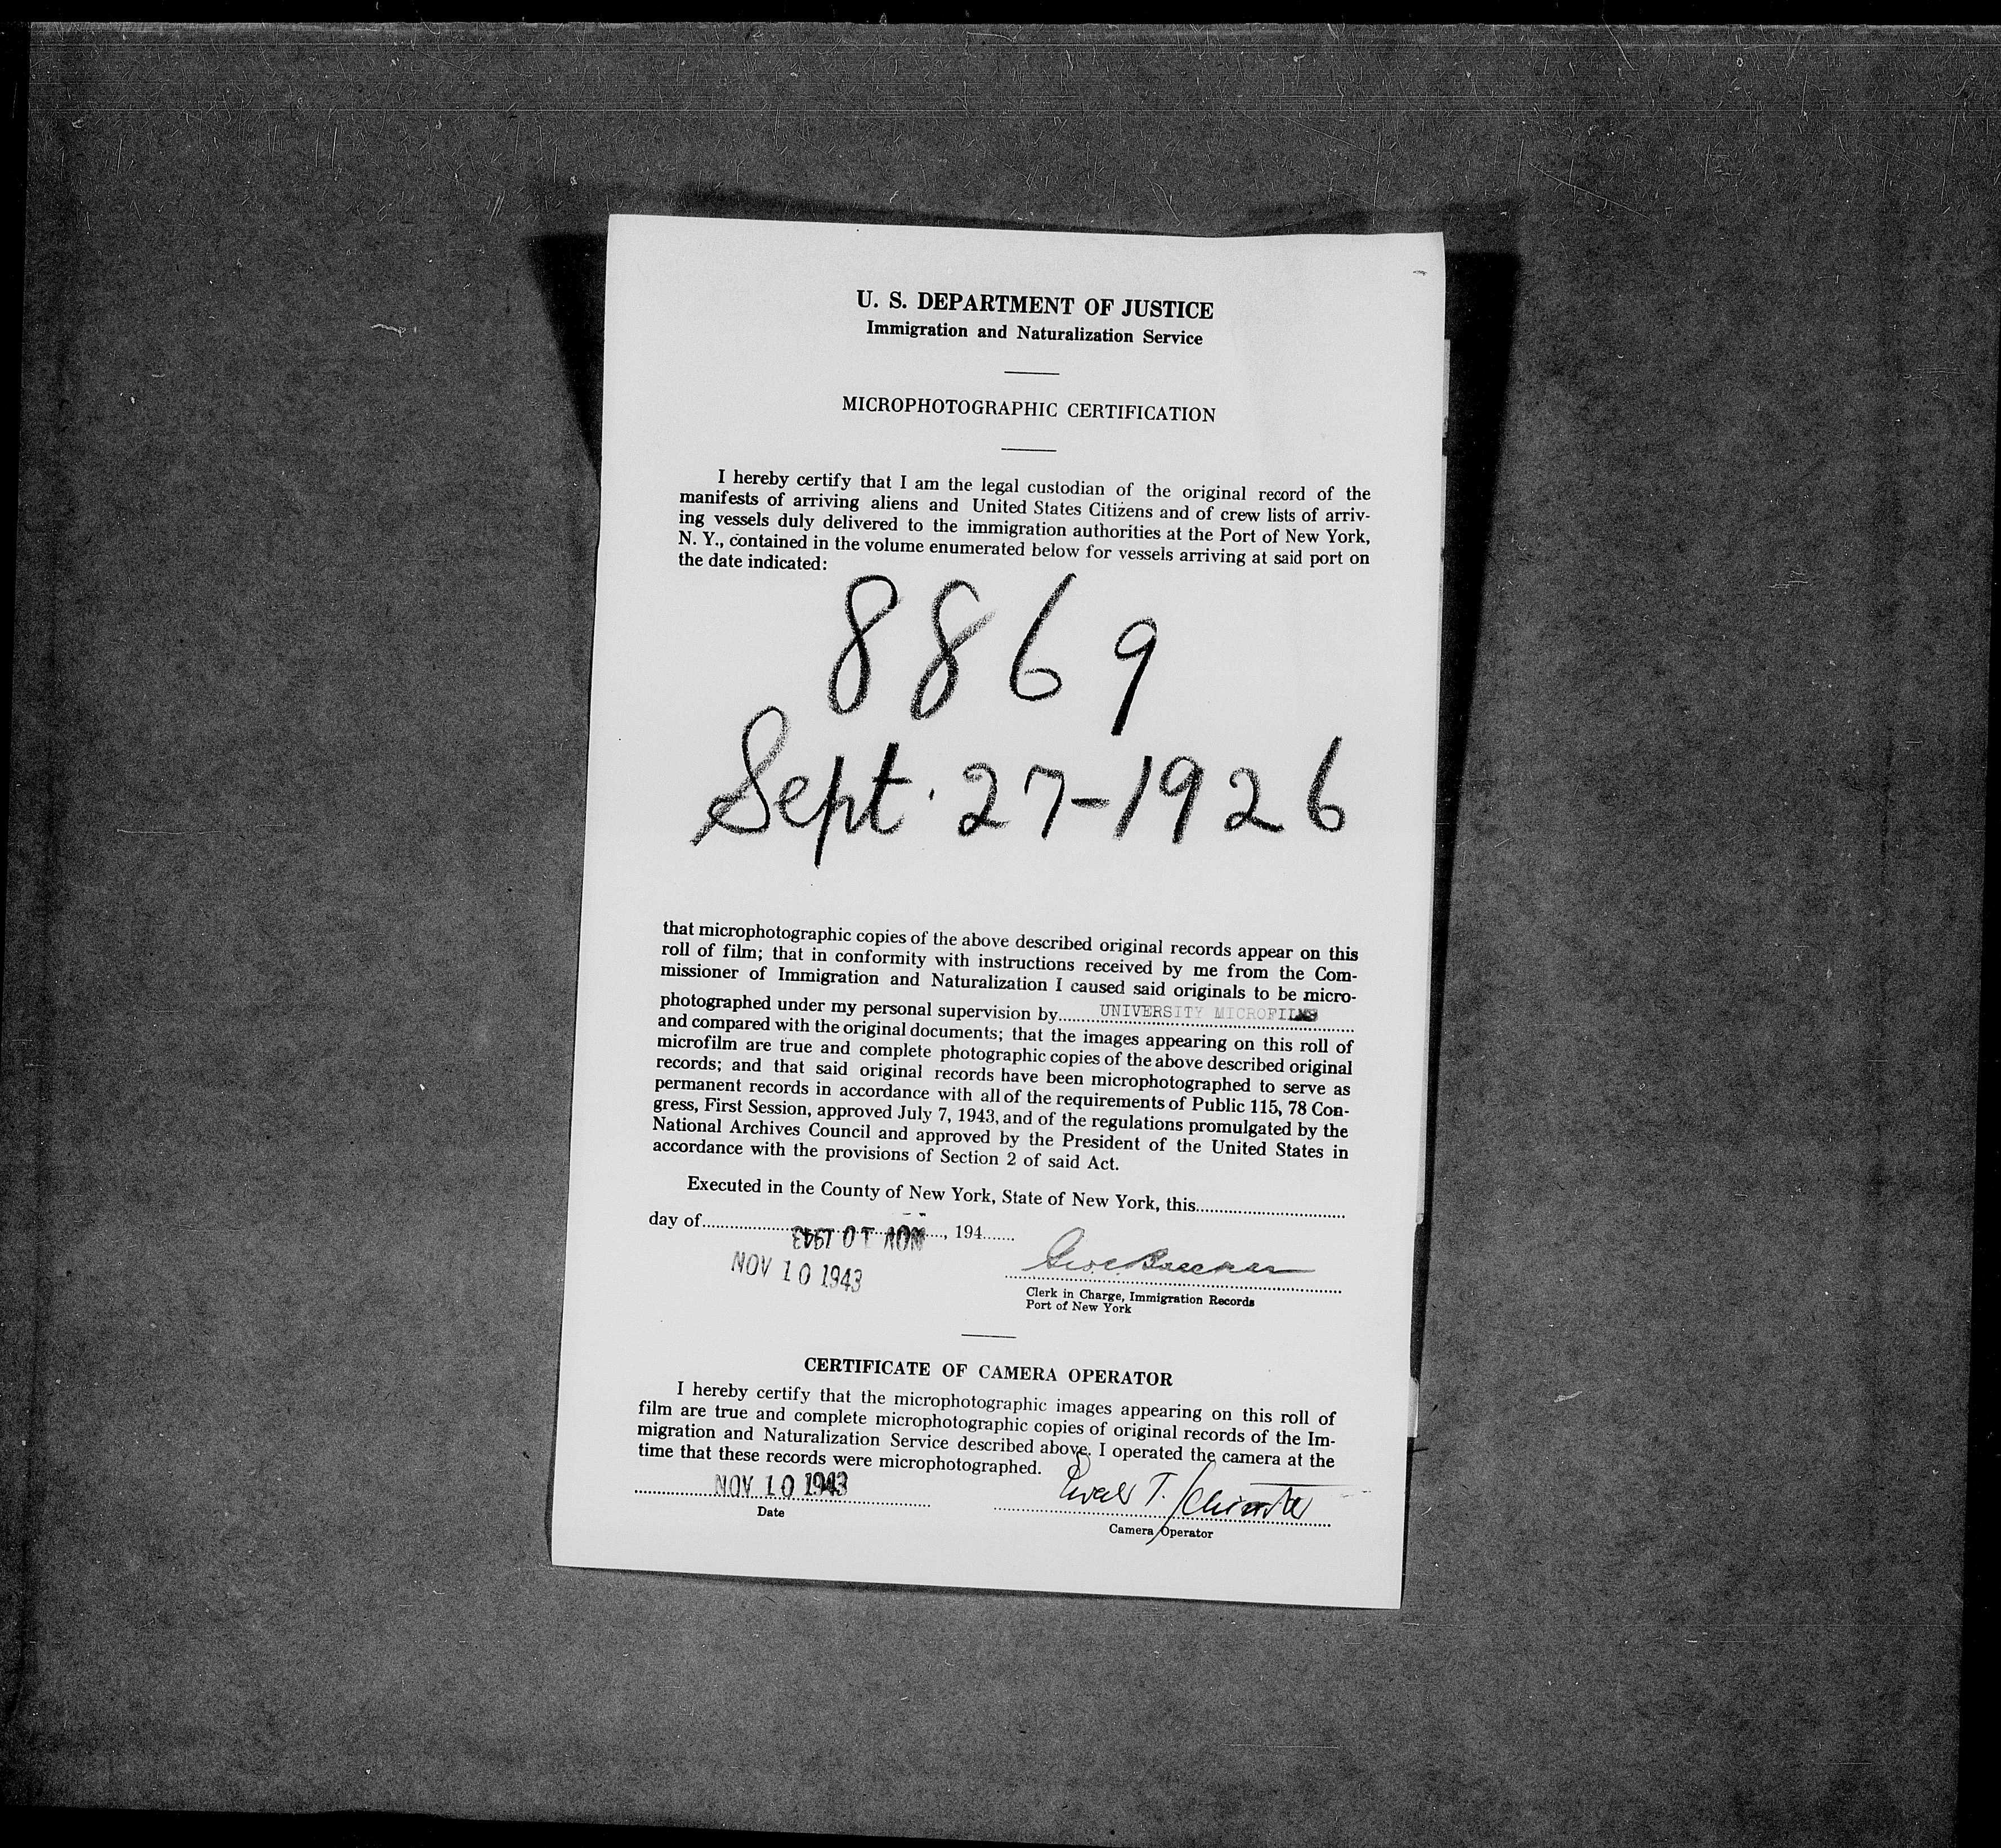 U. S. DEPARTMENT OF JUSTICE
Immigration and Naturalization Service
MICROPHOTOGRAPHIC CERTIFICATION
I hereby certify that I am the legal custodian of the original record of the
manifests of arriving aliens and United States Citizens and of crew lists of arriv-
ing vessels duly delivered to the immigration authorities at the Port of New York,
N. Y., contained in the volume enumerated below for vessels arriving at said port on
the date indicated:
8869
Sept. 27-1926
that microphotographic copies of the above described original records appear on this
roll of film; that in conformity with instructions received by me from the Com-
missioner of Immigration and Naturalization I caused said originals to be micro-
photographed under my personal supervision by UNIVERSITY MICROFILMS
and compared with the original documents; that the images appearing on this roll of
microfilm are true and complete photographic copies of the above described original
records; and that said original records have been microphotographed to serve as
permanent records in accordance with all of the requirements of Public 115, 78 Con-
gress, First Session, approved July 7, 1943, and of the regulations promulgated by the
National Archives Council and approved by the President of the United States in
accordance with the provisions of Section 2 of said Act.
Executed in the County of New York, State of New York, this
day of NOV 10 1943, 194
NOV 10 1943
Clerk in Charge, Immigration Records
Port of New York
CERTIFICATE OF CAMERA OPERATOR
I hereby certify that the microphotographic images appearing on this roll of
film are true and complete microphotographic copies of original records of the Im-
migration and Naturalization Service described above. I operated the camera at the
time that these records were microphotographed.
NOV 10 1943
Date
Camera Operator